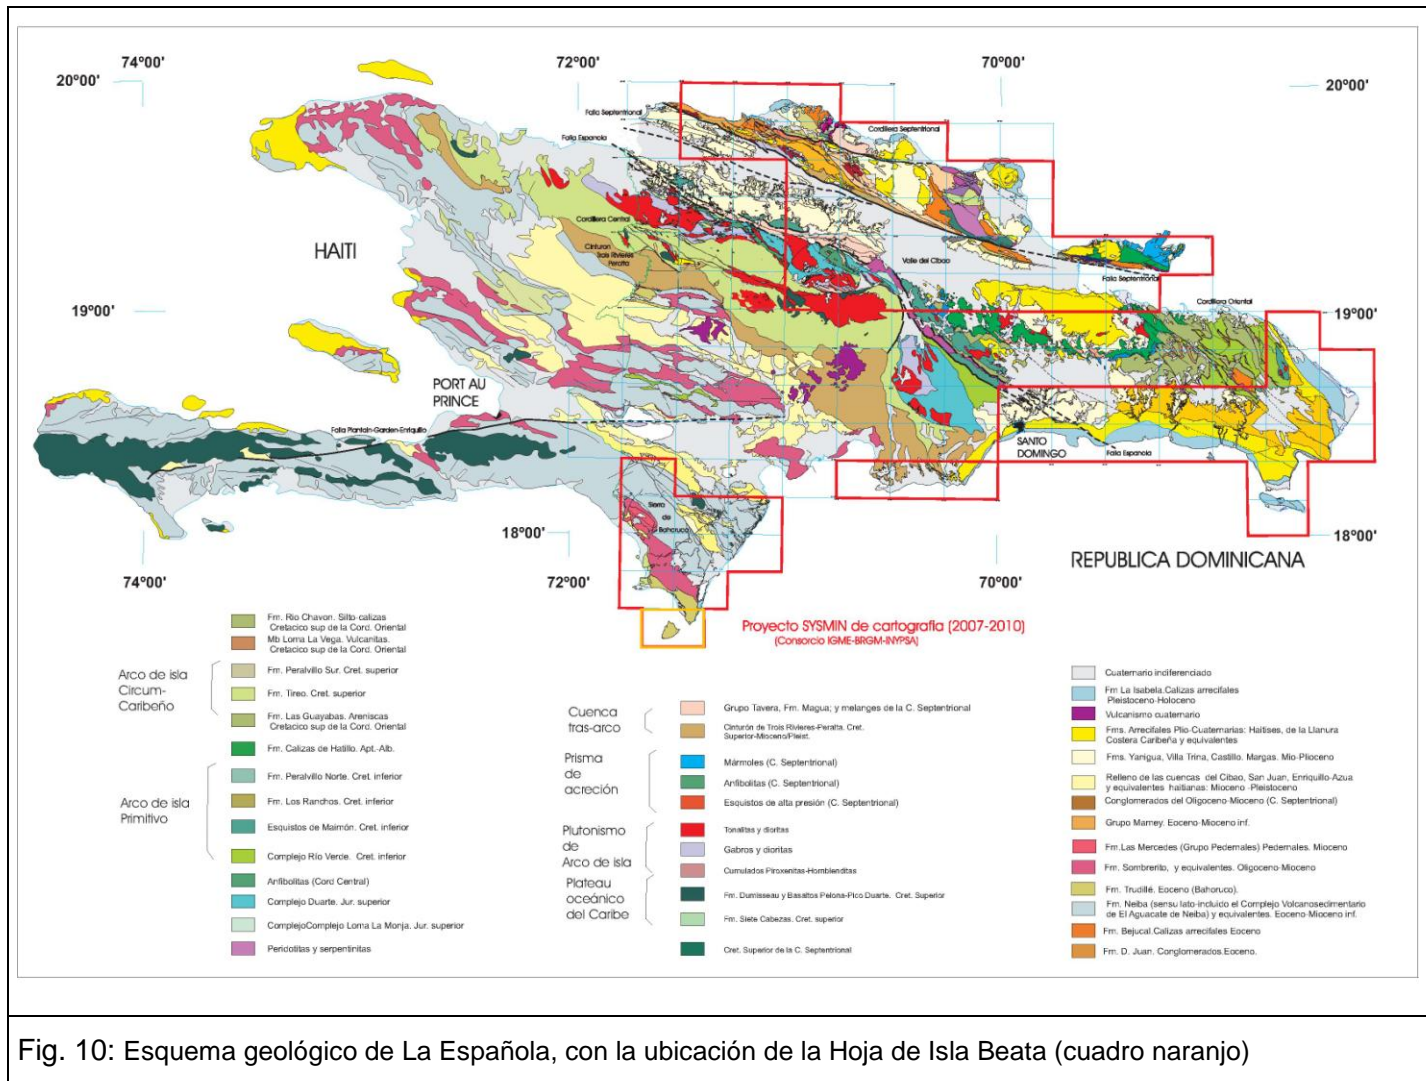 74º00'
72º00'
70º00'
20º00'
20º00'
Falla Septentrional
Cordillera Septentrional
Falla Espanola
Cordillera Central
HAITI
Cinturon
Trois Rivieres
Peralta
Valle del Cibao
Falla Septentrional
Cordillera Oriental
19º00'
19º00'
PORT AU
PRINCE
Falla Plantain-Garden-Enriquillo
SANTO
DOMINGO
Falla Espanola
Sierra
de
Bahoruco
18º00'
18º00'
REPUBLICA DOMINICANA
74º00'
72º00'
70º00'
Proyecto SYSMIN de cartografia (2007-2010)
(Consorcio IGME-BRGM-INYPSA)
Fm. Rio Chavon. Silto-calizas
Cretacico sup de la Cord. Oriental
Mb Loma La Vega. Vulcanitas.
Cretacico sup de la Cord. Oriental
Arco de isla
Circum-
Caribeño
Fm. Peralvillo Sur. Cret. superior
Fm. Tireo. Cret. superior
Fm. Las Guayabas. Areniscas
Cretacico sup de la Cord. Oriental
Fm. Calizas de Hatillo. Apt.-Alb.
Arco de isla
Primitivo
Fm. Peralvillo Norte. Cret. inferior
Fm. Los Ranchos. Cret. inferior
Esquistos de Maimón. Cret. inferior
Complejo Río Verde. Cret. inferior
Anfibolitas (Cord Central)
Complejo Duarte. Jur. superior
ComplejoComplejo Loma La Monja. Jur. superior
Peridotitas y serpentinitas
Cuenca
tras-arco
Grupo Tavera, Fm. Magua; y melanges de la C. Septentrional
Cinturón de Trois Rivieres-Peralta. Cret.
Superior-Mioceno/Pleist.
Prisma
de
acreción
Mármoles (C. Septentrional)
Anfibolitas (C. Septentrional)
Esquistos de alta presión (C. Septentrional)
Plutonismo
de
Arco de isla
Tonalitas y dioritas
Gabros y dioritas
Cumulados Piroxenitas-Hornblenditas
Plateau
oceánico
del Caribe
Fm. Dumisseau y Basaltos Pelona-Pico Duarte. Cret. Superior
Fm. Siete Cabezas. Cret. superior
Cret. Superior de la C. Septentrional
Cuaternario indiferenciado
Fm La Isabela.Calizas arrecifales
Pleistoceno-Holoceno
Vulcanismo cuaternario
Fms. Arrecifales Plio-Cuaternarias: Haitises, de la Llanura
Costera Caribeña y equivalentes
Fms. Yanigua, Villa Trina, Castillo. Margas. Mio-Plioceno
Relleno de las cuencas del Cibao, San Juan, Enriquillo-Azua
y equivalentes haitianas: Mioceno -Pleistoceno
Conglomerados del Oligoceno-Mioceno (C. Septentrional)
Grupo Mamey. Eoceno-Mioceno inf.
Fm.Las Mercedes (Grupo Pedernales) Pedernales. Mioceno
Fm. Sombrerito, y equivalentes. Oligoceno-Mioceno
Fm. Trudillé. Eoceno (Bahoruco).
Fm. Neiba (sensu lato-incluido el Complejo Volcanosedimentario
de El Aguacate de Neiba) y equivalentes. Eoceno-Mioceno inf.
Fm. Bejucal.Calizas arrecifales Eoceno
Fm. D. Juan. Conglomerados.Eoceno.
Fig. 10: Esquema geológico de La Española, con la ubicación de la Hoja de Isla Beata (cuadro naranjo)